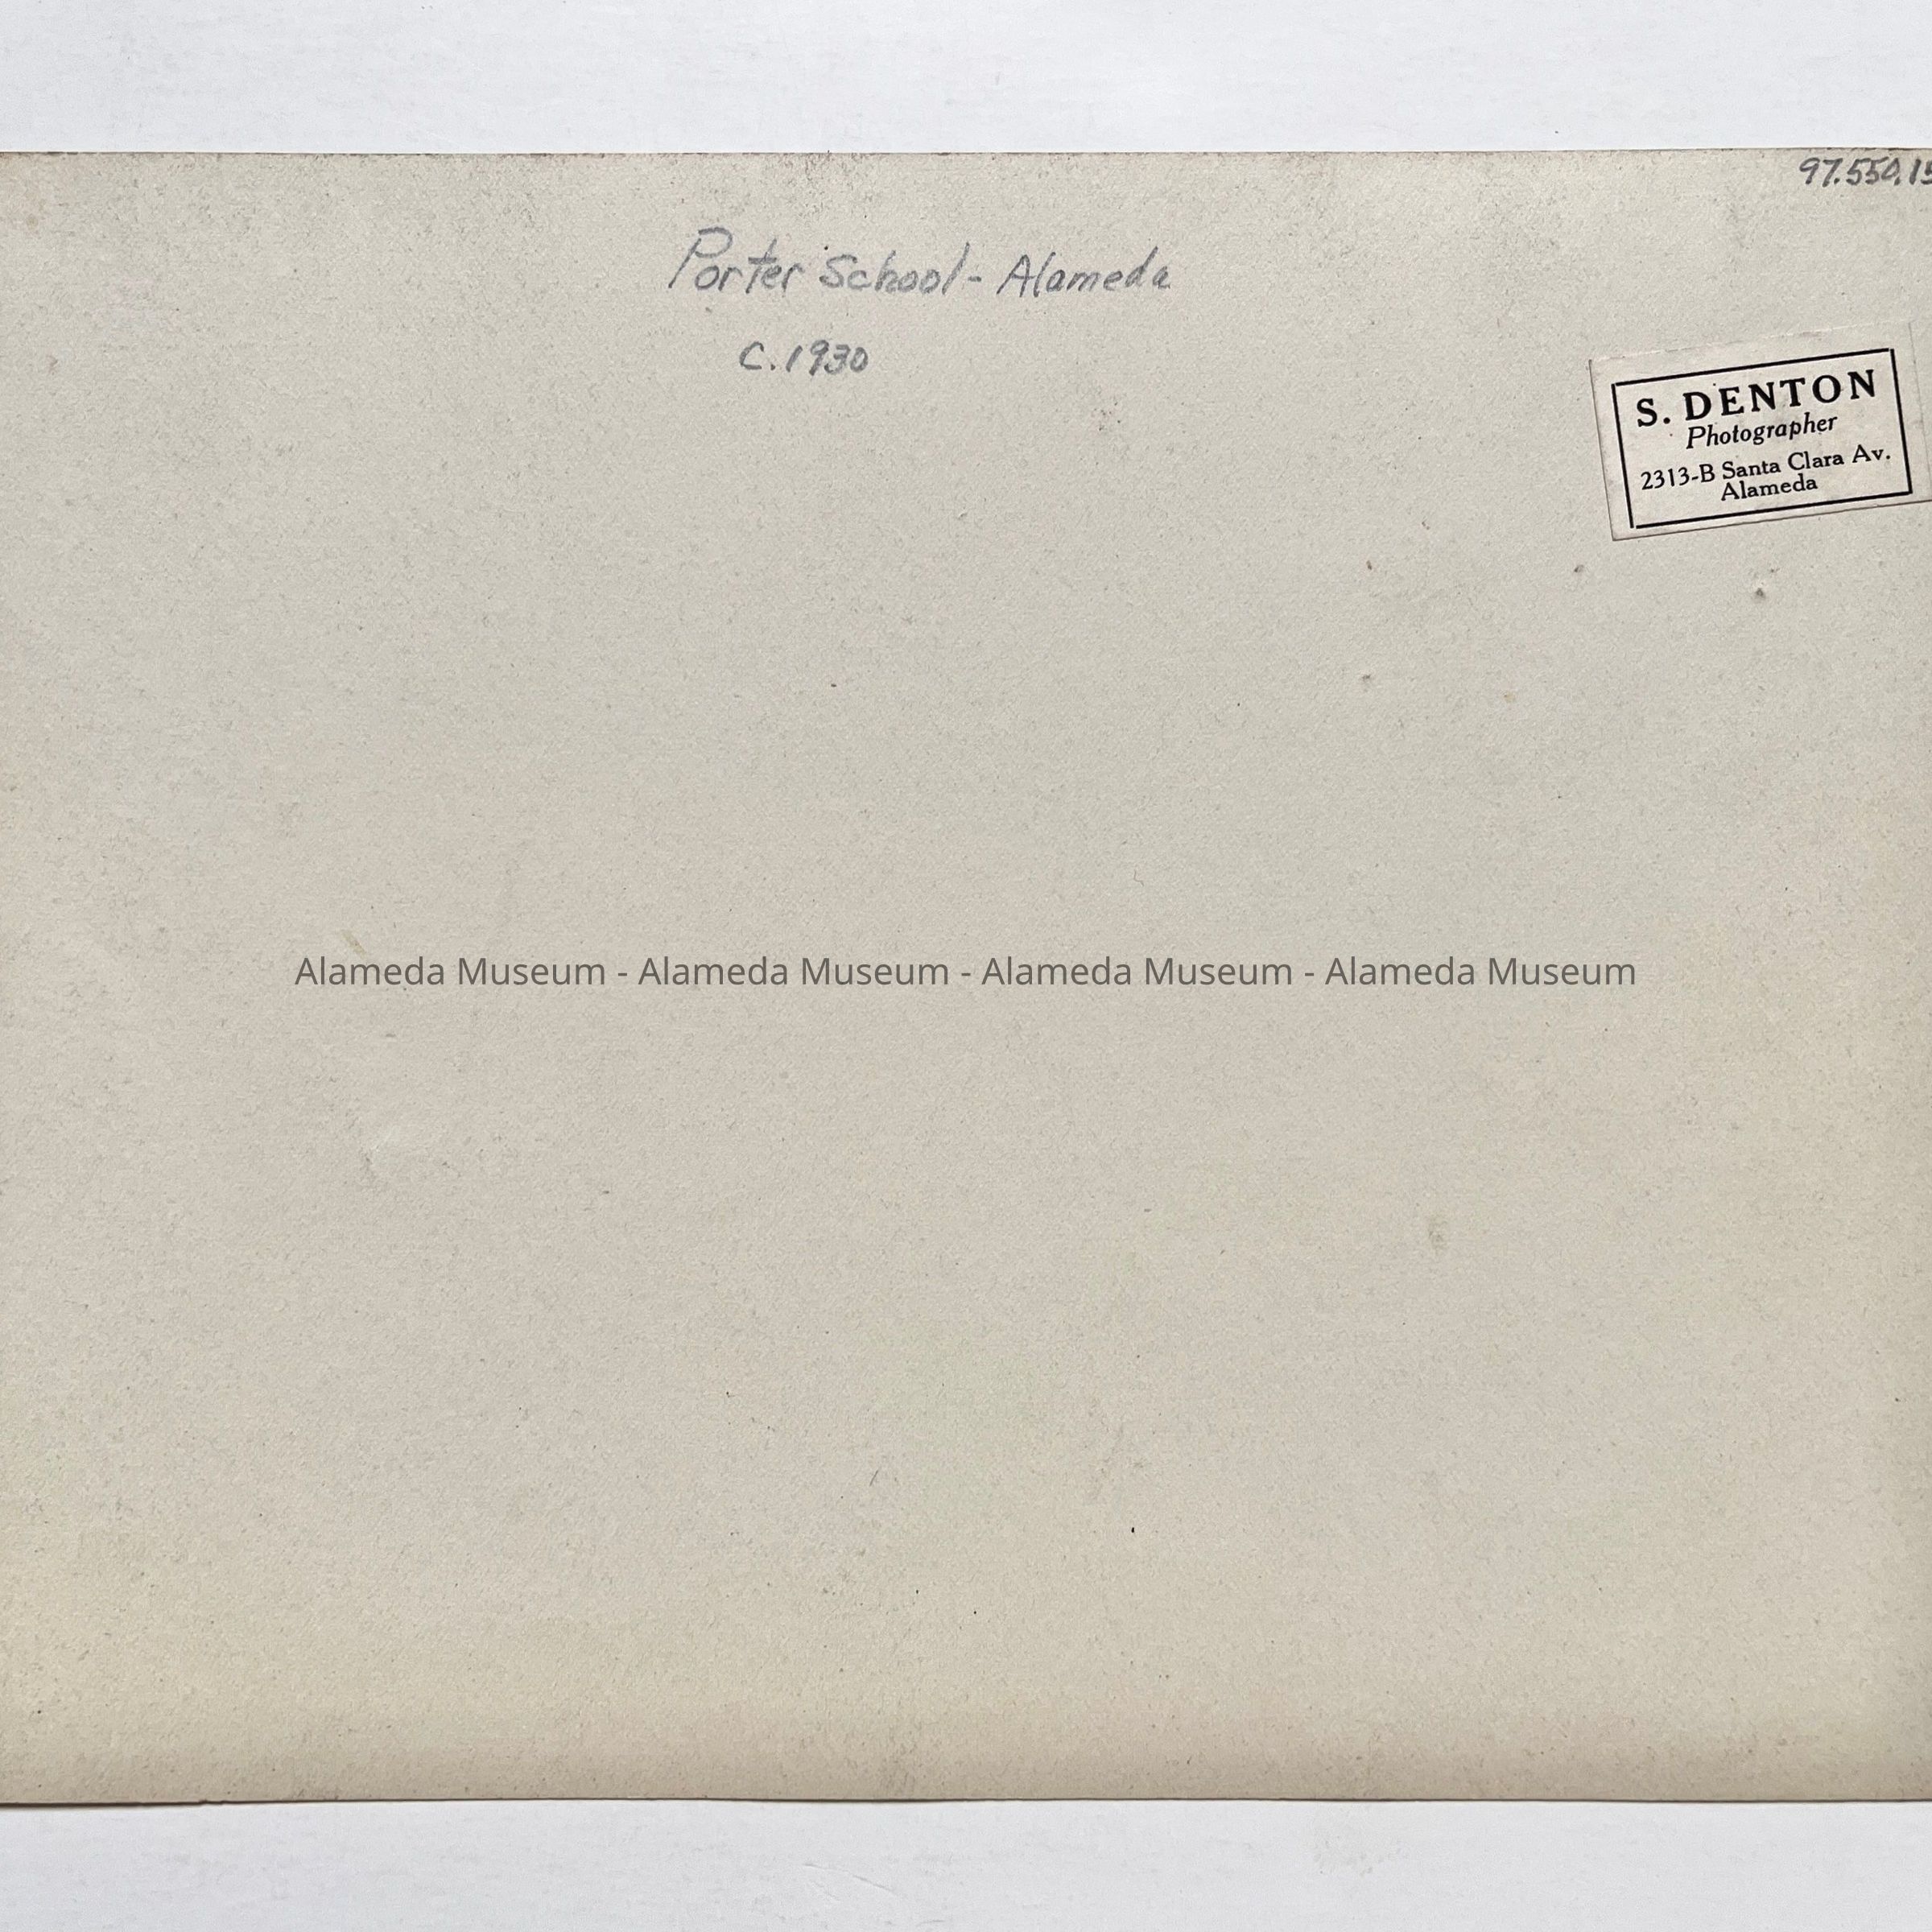 97.550.15
Porter School - Alameda
c. 1930
S. DENTON
Photographer
2313-B Santa Clara Av.
Alameda
Alameda Museum - Alameda Museum - Alameda Museum - Alameda Museum